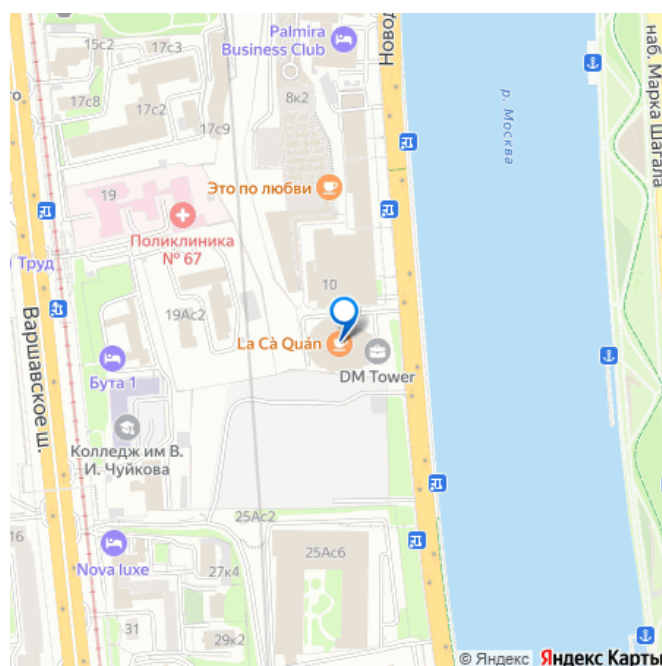 15с2
17с3
Palmira
Business Club
Новод
наб. Марка Шагала
17с8
17с2
8к2
17с9
р. Москва
Это по любви
19
Поликлиника
№ 67
Труд
10
19Ас2
La Cà Quán
DM Tower
Варшавское ш.
Бута 1
Колледж им В.
И. Чуйкова
25Ас2
16
25Ас6
Nova luxe
27к4
31
29к2
© Яндекс Яндекс Карты